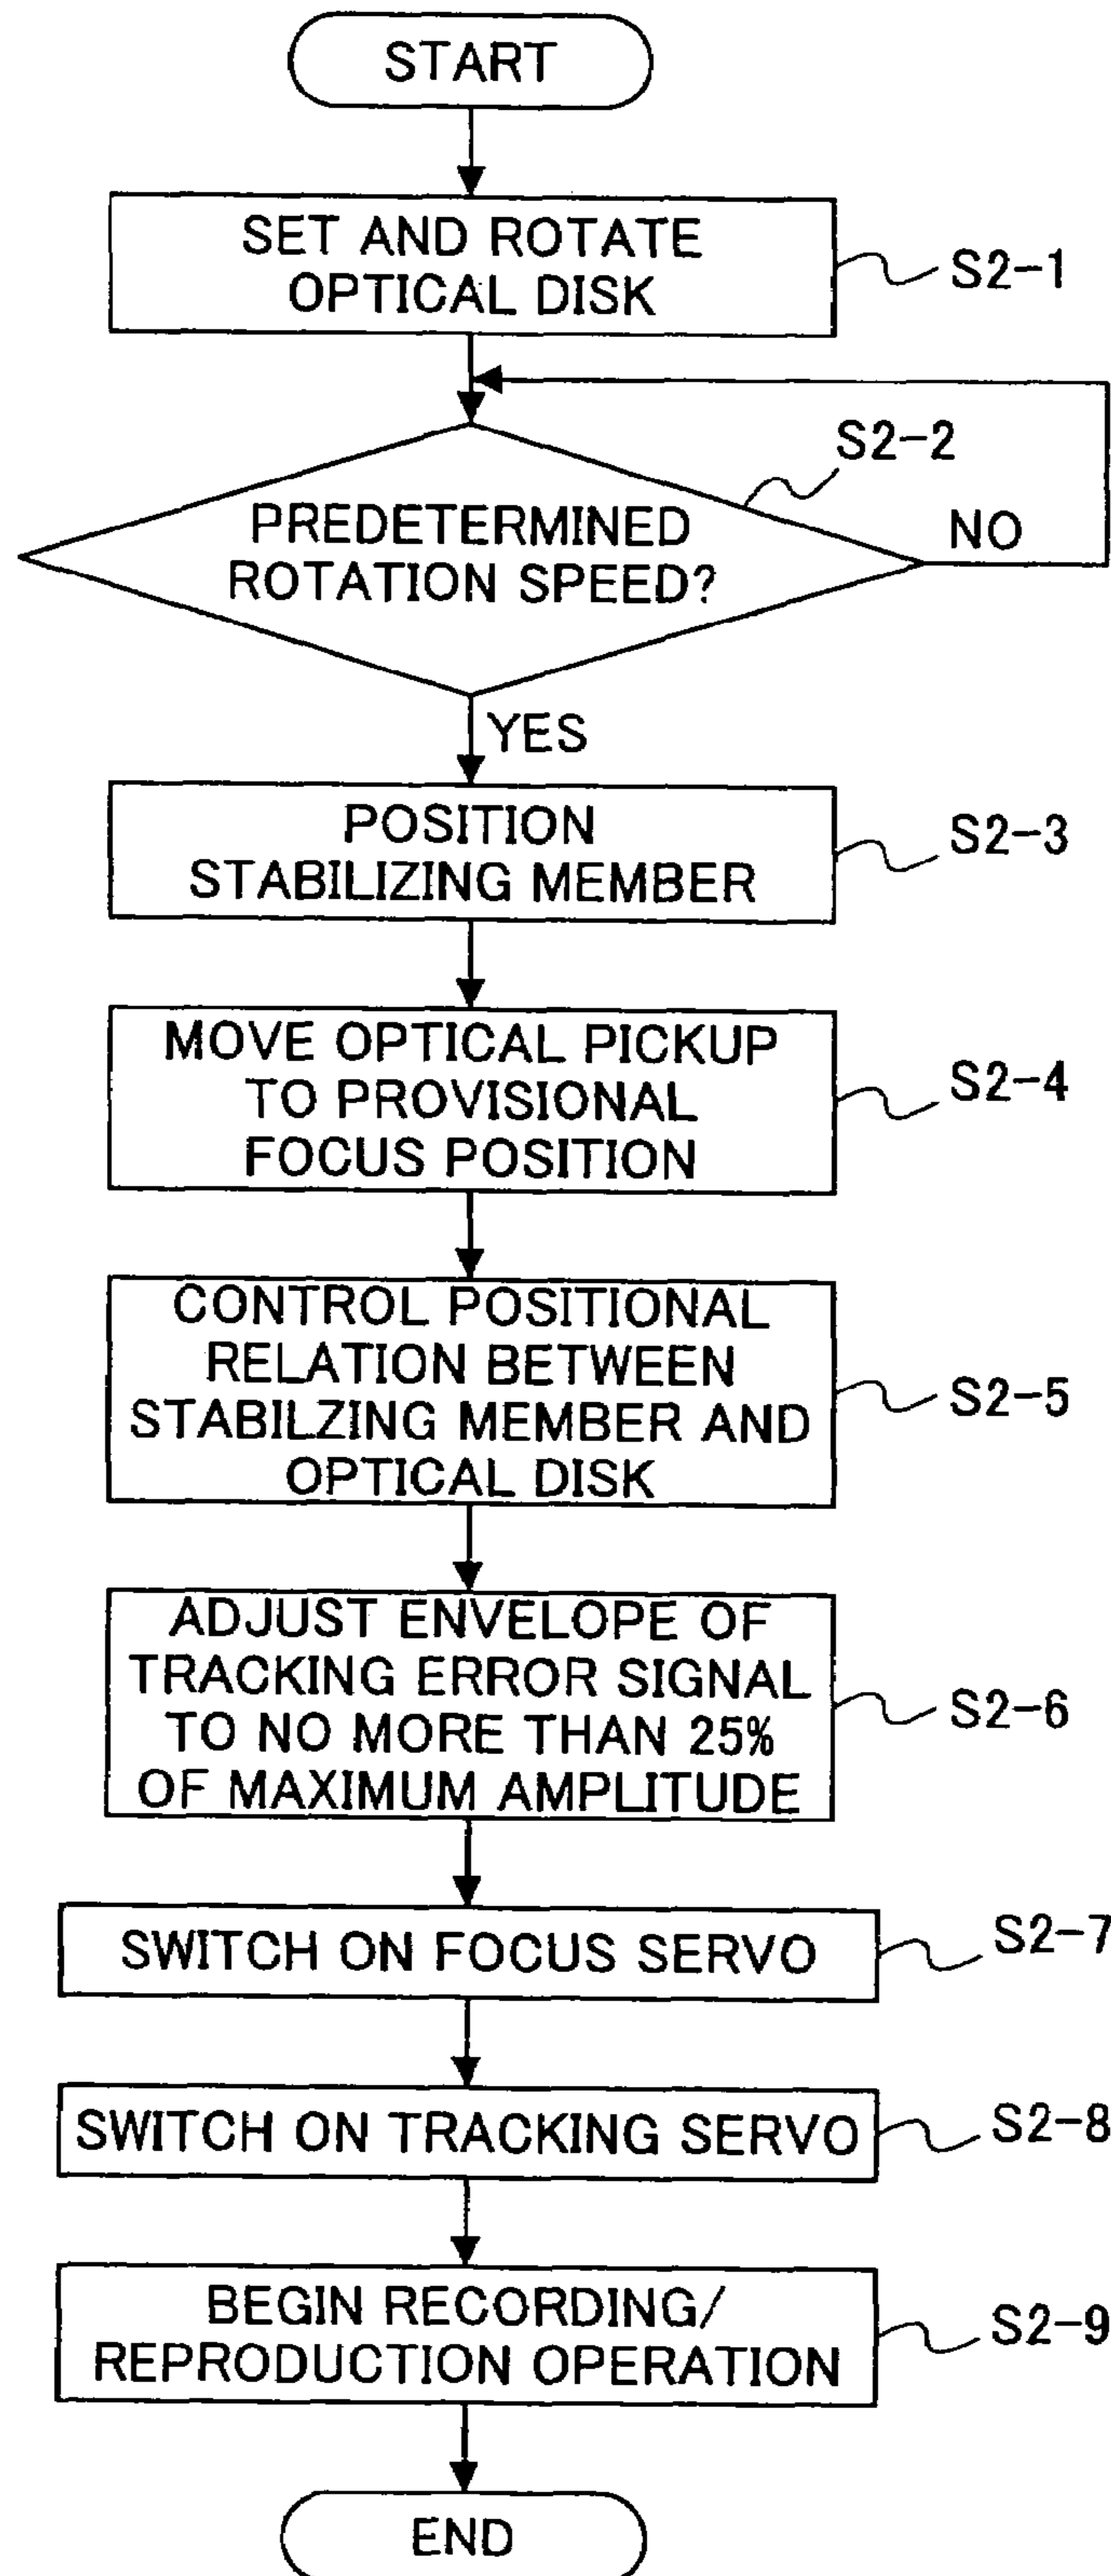 START
SET AND ROTATE
OPTICAL DISK
S2-1
S2-2
PREDETERMINED
ROTATION SPEED?
NO
YES
POSITION
STABILIZING MEMBER
S2-3
MOVE OPTICAL PICKUP
TO PROVISIONAL
FOCUS POSITION
S2-4
CONTROL POSITIONAL
RELATION BETWEEN
STABILZING MEMBER AND
OPTICAL DISK
S2-5
ADJUST ENVELOPE OF
TRACKING ERROR SIGNAL
TO NO MORE THAN 25%
OF MAXIMUM AMPLITUDE
S2-6
SWITCH ON FOCUS SERVO
S2-7
SWITCH ON TRACKING SERVO
S2-8
BEGIN RECORDING/
REPRODUCTION OPERATION
S2-9
END